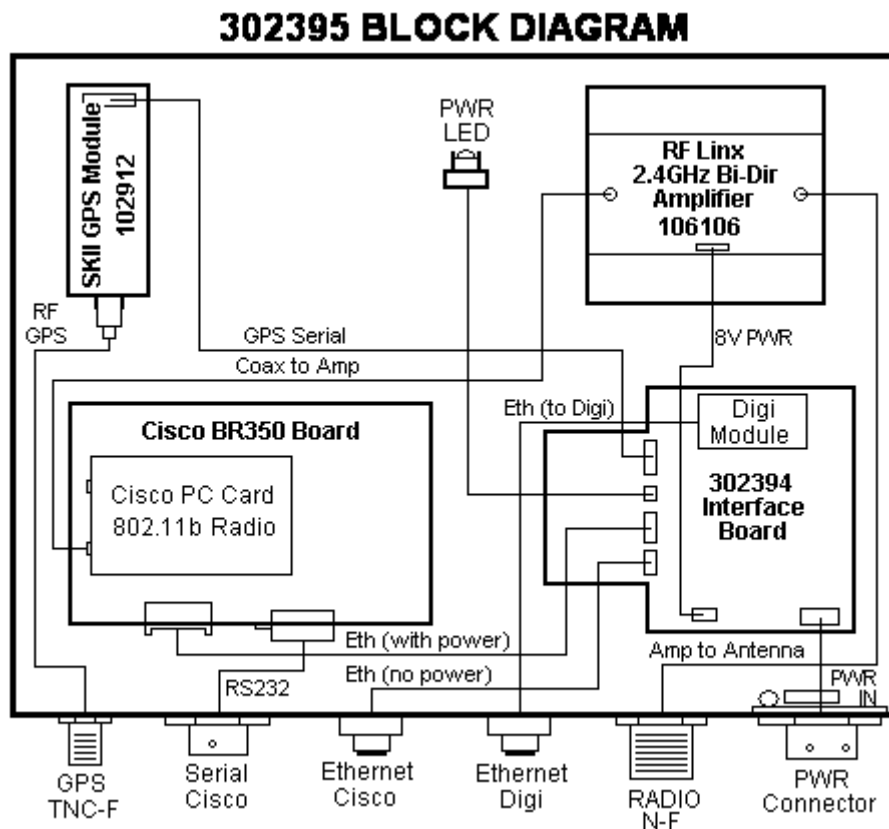 302395 BLOCK DIAGRAM
SKII GPS Module
102912
PWR
LED
RF Linx
2.4GHz Bi-Dir
Amplifier
106106
RF
GPS
GPS Serial
8V PWR
Coax to Amp
Cisco BR350 Board
Cisco PC Card
802.11b Radio
Eth (to Digi)
Digi
Module
302394
Interface
Board
Eth (with power)
Amp to Antenna
Eth (no power)
RS232
PWR
IN
GPS
TNC-F
Serial
Cisco
Ethernet
Cisco
Ethernet
Digi
RADIO
N-F
PWR
Connector